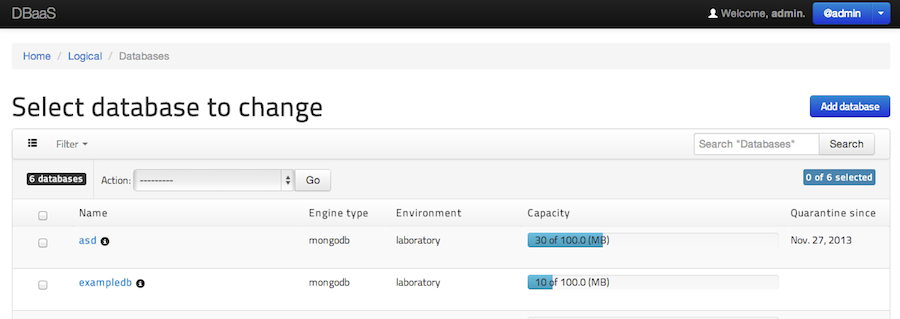 DBaaS Welcome, admin. @admin
Home / Logical / Databases
Select database to change Add database
Filter Search "Databases" Search
6 databases Action: --------- Go 0 of 6 selected
Name Engine type Environment Capacity Quarantine since
asd mongodb laboratory 30 of 100.0 (MB) Nov. 27, 2013
exampledb mongodb laboratory 10 of 100.0 (MB)